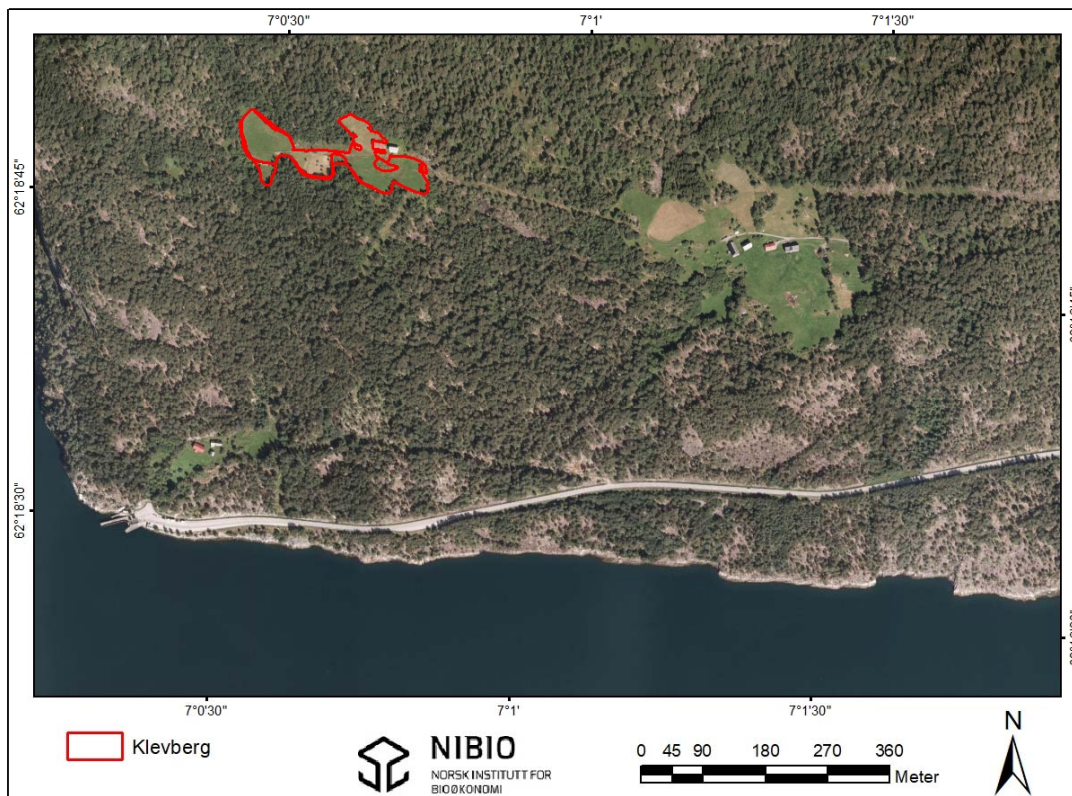 7°0'30" 7°1' 7°1'30"
62°18'45"
62°18'30"
7°0'30" 7°1' 7°1'30"
Klevberg
NIBIO
NORSK INSTITUTT FOR
BIOØKONOMI
0 45 90 180 270 360
Meter
N